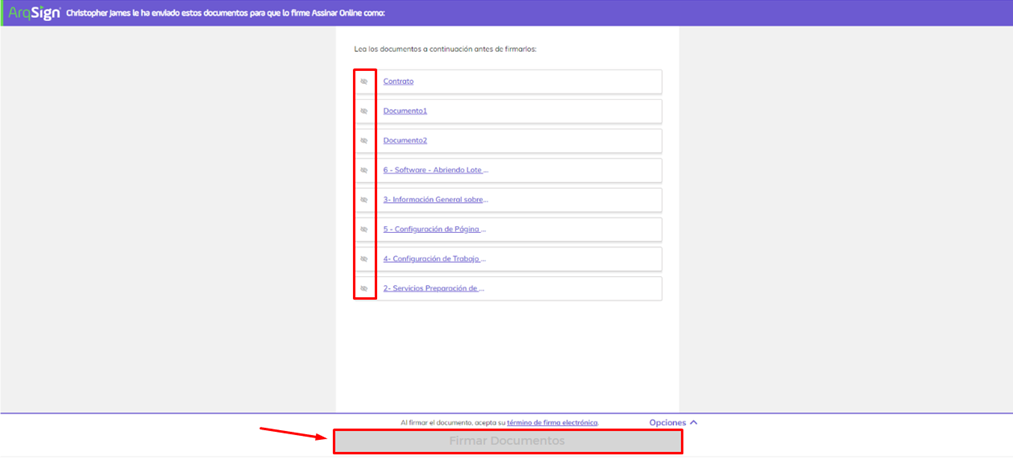 ArqSign Christopher James le ha enviado estos documentos para que lo firme Assinar Online como:
Lea los documentos a continuación antes de firmarlos:
Contrato
Documento1
Documento2
6 - Software - Abriendo Lote ...
3- Información General sobre...
5 - Configuración de Página ...
4- Configuración de Trabajo ...
2- Servicios Preparación de ...
Al firmar el documento, acepta su término de firma electrónica. Opciones
Firmar Documentos